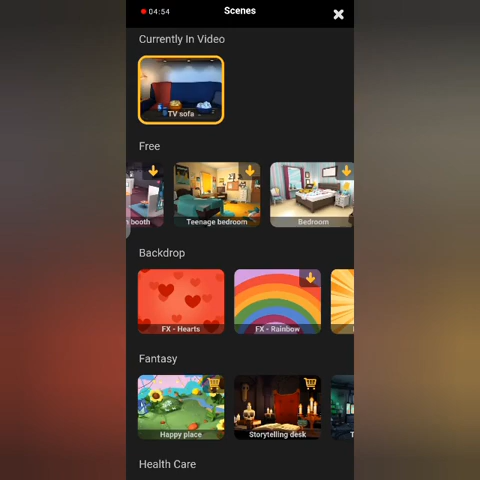 04:54
Scenes
Currently In Video
TV sofa
Free
booth
Teenage bedroom
Bedroom
Backdrop
FX - Hearts
FX - Rainbow
Fantasy
Happy place
Storytelling desk
Health Care